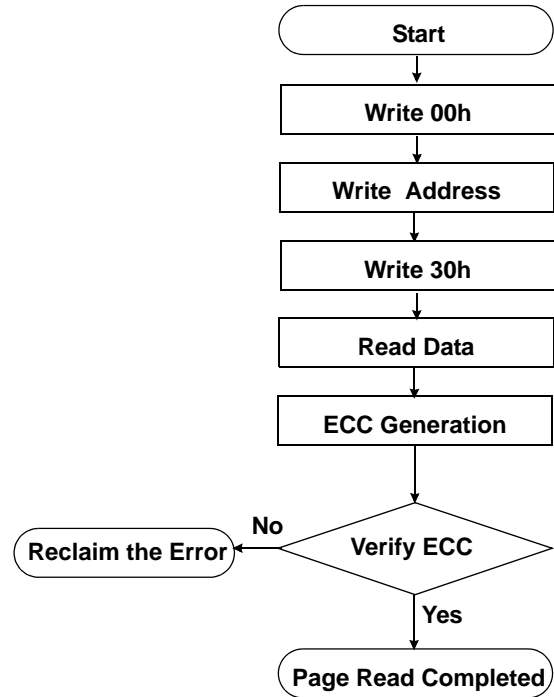 Start
Write 00h
Write Address
Write 30h
Read Data
ECC Generation
No
Reclaim the Error
Verify ECC
Yes
Page Read Completed